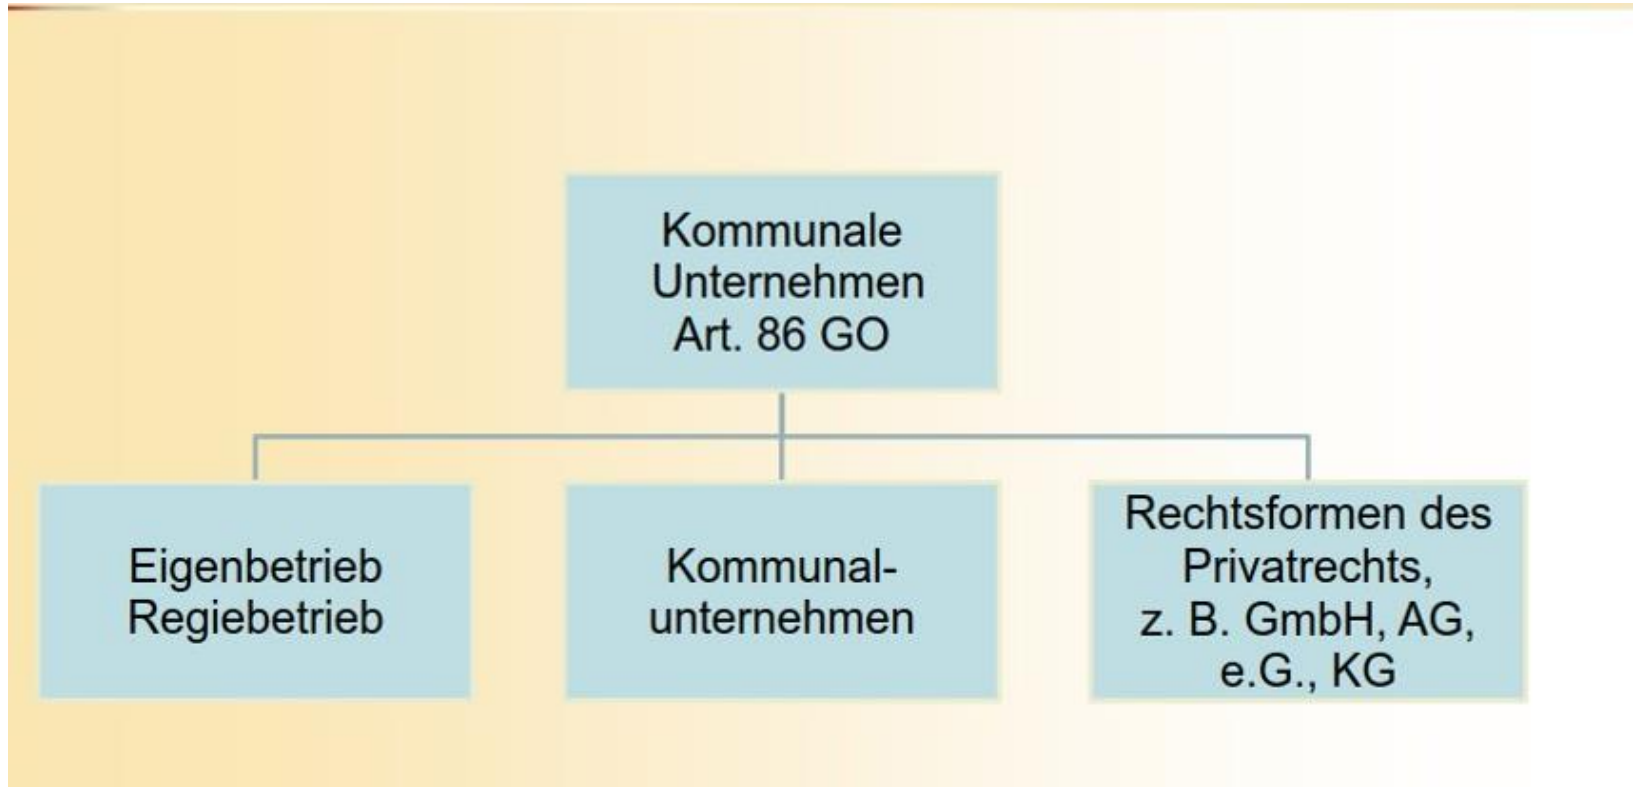 Kommunale
Unternehmen
Art. 86 GO
Eigenbetrieb
Regiebetrieb
Kommunal-
unternehmen
Rechtsformen des
Privatrechts,
z. B. GmbH, AG,
e.G., KG